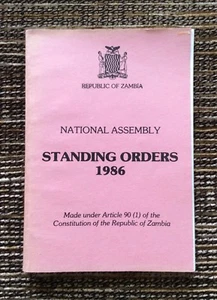 REPUBLIC OF ZAMBIA
NATIONAL ASSEMBLY
STANDING ORDERS
1986
Made under Article 90 (1) of the
Constitution of the Republic of Zambia